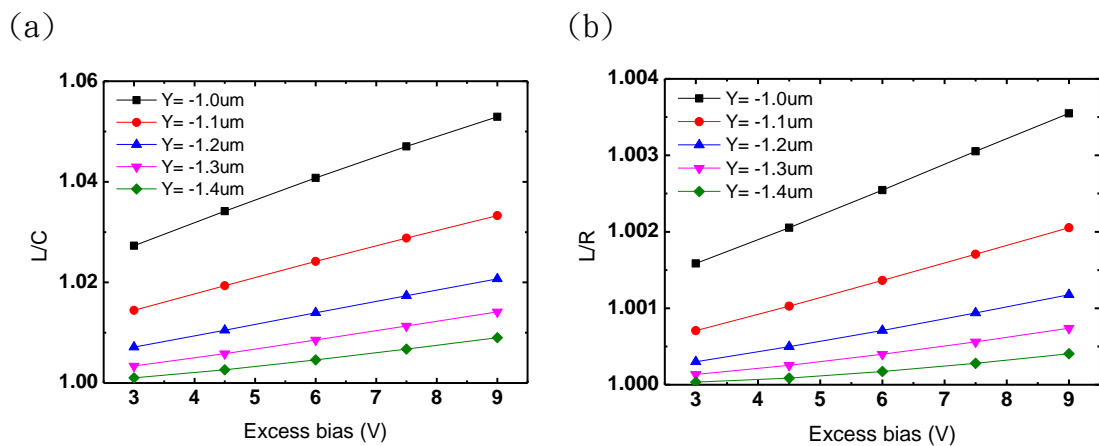 (a)
1.06
1.04
1.02
1.00
L/C
Y= -1.0um
Y= -1.1um
Y= -1.2um
Y= -1.3um
Y= -1.4um
3 4 5 6 7 8 9
Excess bias (V)
(b)
1.004
1.003
1.002
1.001
1.000
L/R
Y= -1.0um
Y= -1.1um
Y= -1.2um
Y= -1.3um
Y= -1.4um
3 4 5 6 7 8 9
Excess bias (V)